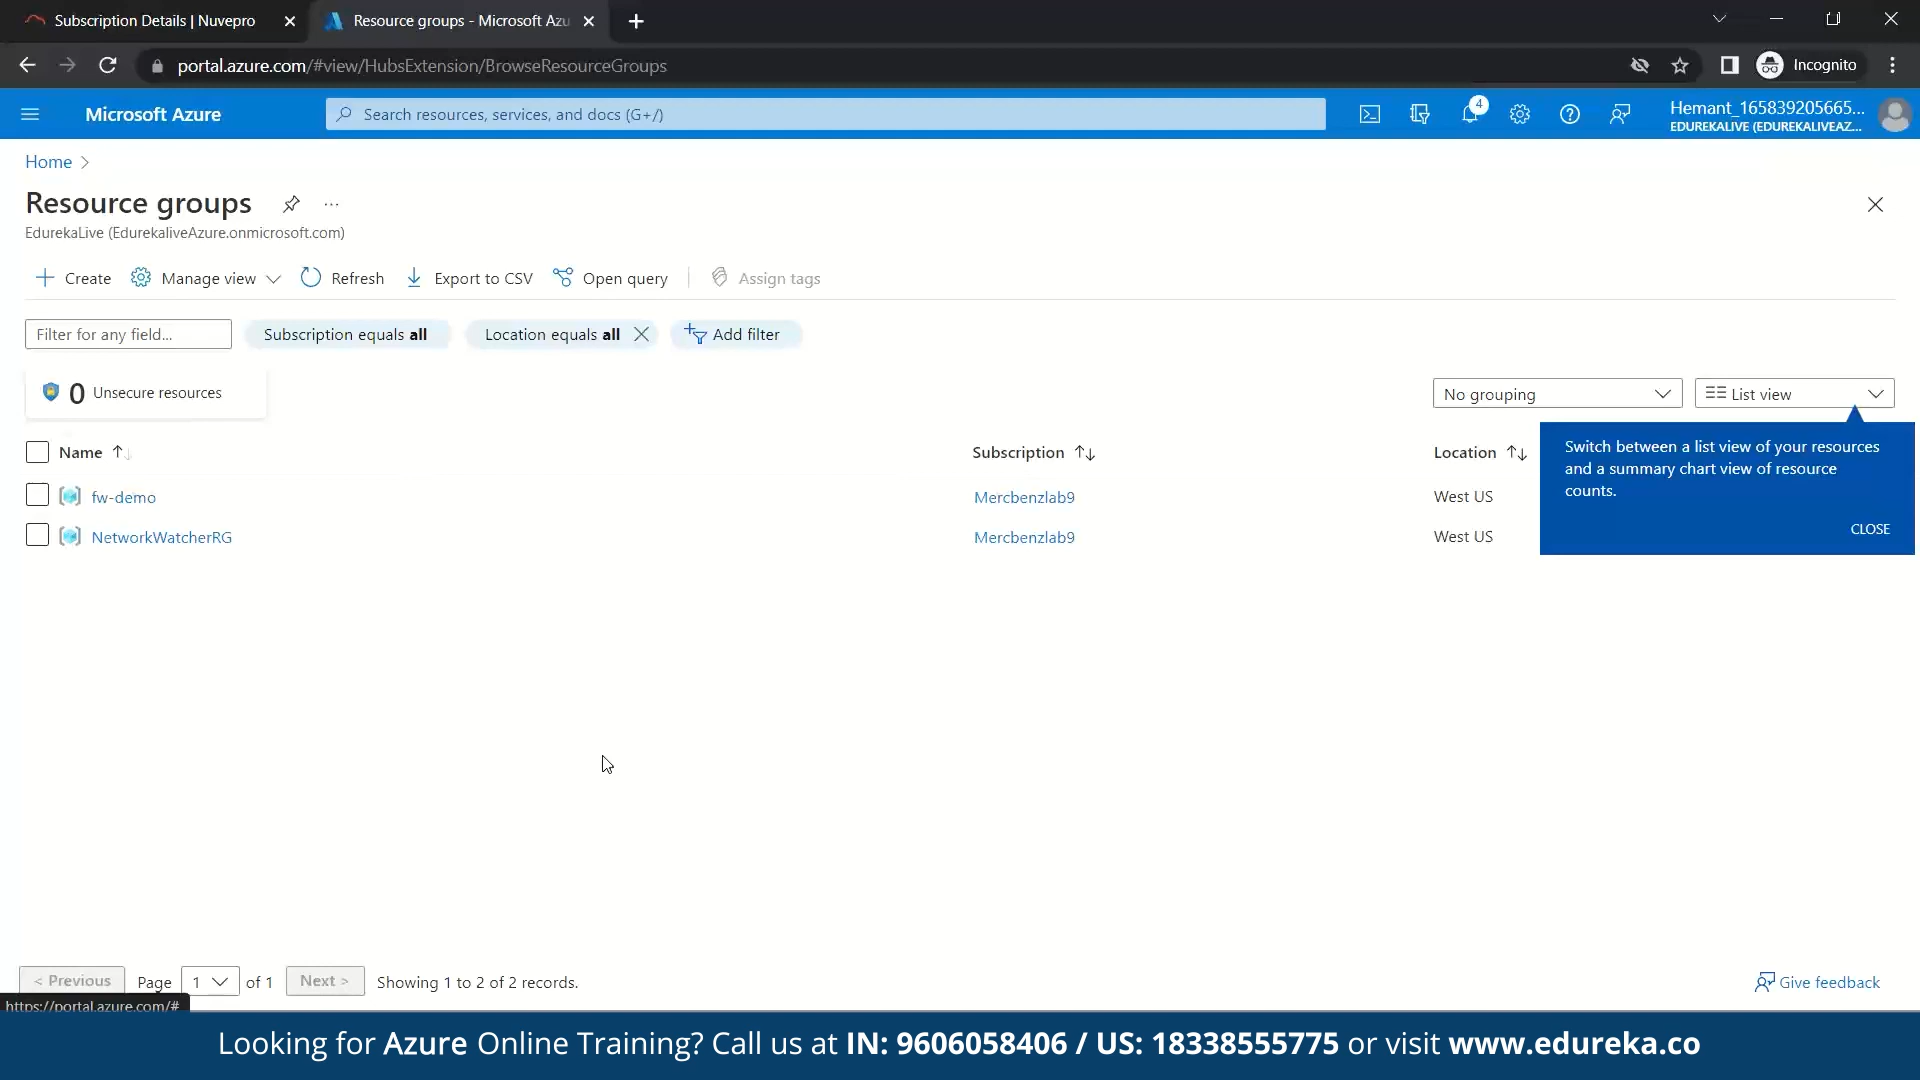 Subscription Details | Nuvepro
Resource groups - Microsoft Azu
portal.azure.com/#view/HubsExtension/BrowseResourceGroups
Incognito
Microsoft Azure
Search resources, services, and docs (G+/)
4
Hemant_165839205665...
EDUREKALIVE (EDUREKALIVEAZ...
Home
Resource groups
...
EdurekaLive (EdurekaliveAzure.onmicrosoft.com)
Create
Manage view
Refresh
Export to CSV
Open query
Assign tags
Filter for any field...
Subscription equals all
Location equals all
Add filter
0 Unsecure resources
No grouping
List view
Switch between a list view of your resources
and a summary chart view of resource
counts.
CLOSE
Name
Subscription
Location
fw-demo
Mercbenzlab9
West US
NetworkWatcherRG
Mercbenzlab9
West US
< Previous
Page
1
of 1
Next >
Showing 1 to 2 of 2 records.
Give feedback
https://portal.azure.com/#
Looking for Azure Online Training? Call us at IN: 9606058406 / US: 18338555775 or visit www.edureka.co